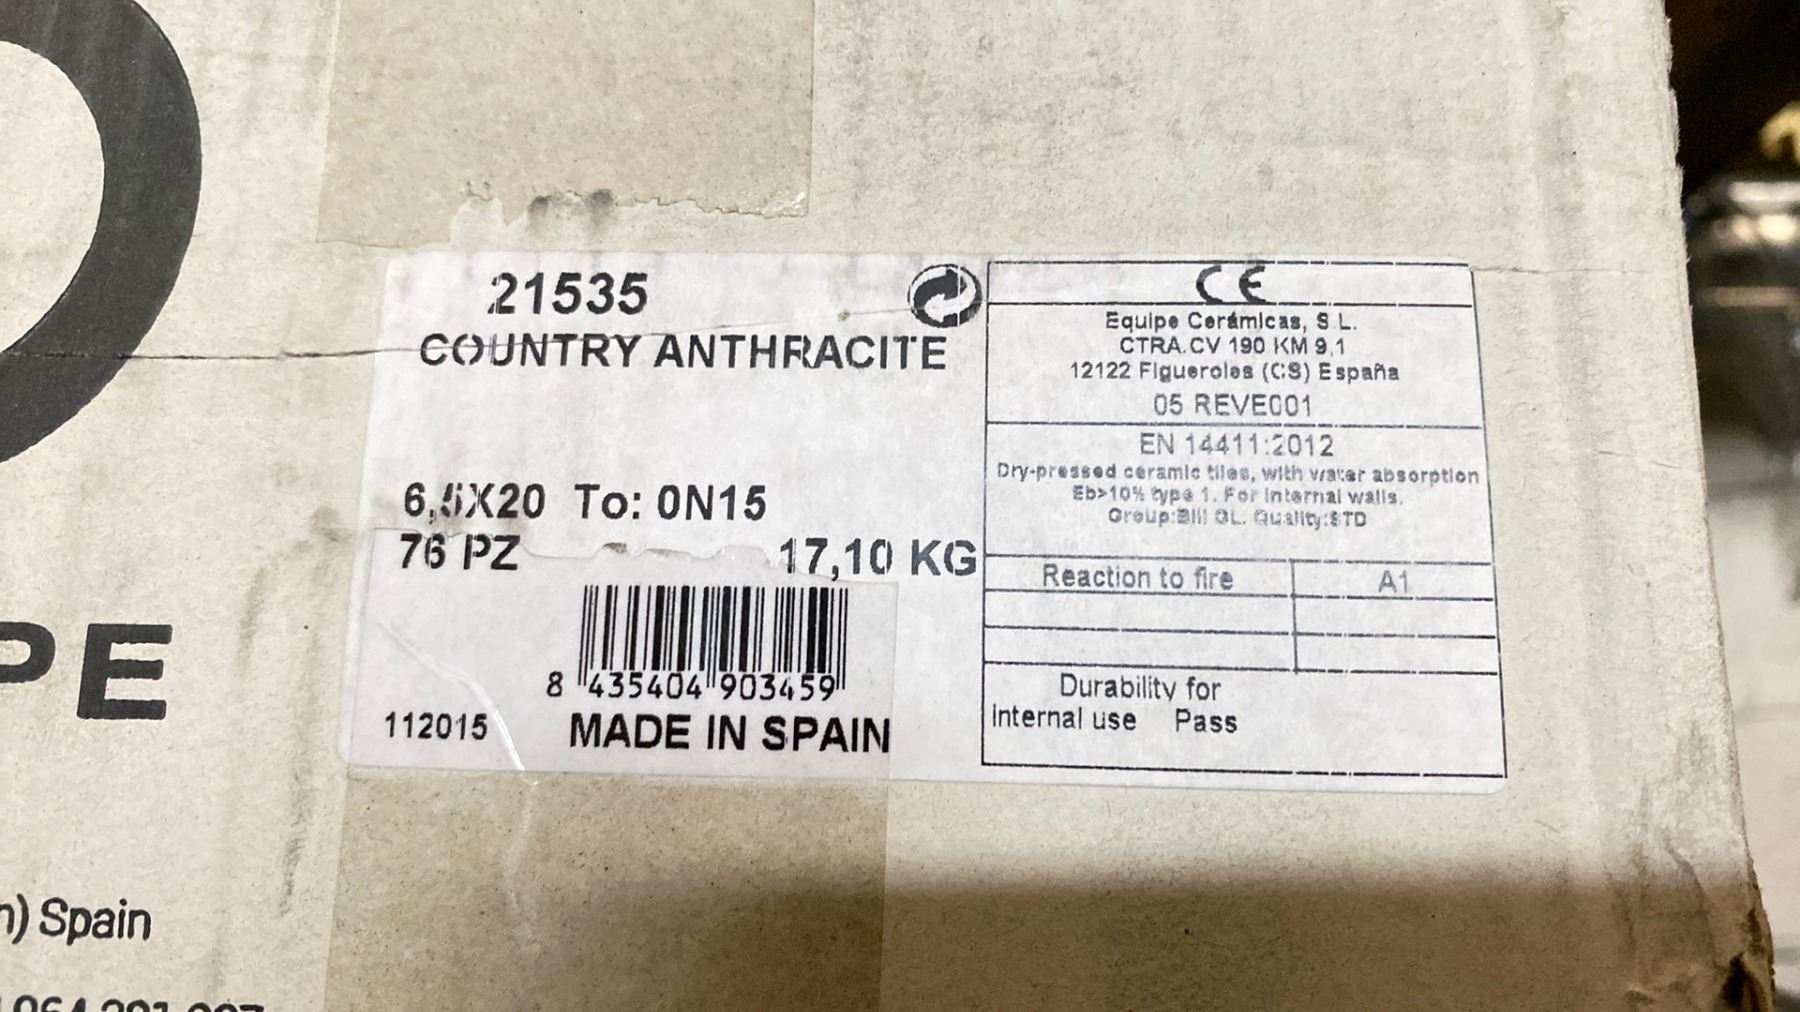 21535
COUNTRY ANTHRACITE
6,5X20 To: 0N15
76 PZ 17,10 KG
8 435404 903459
112015 MADE IN SPAIN
CE
Equipe Cerámicas, S.L.
CTRA.CV 190 KM 9,1
12122 Figueroles (CS) España
05 REVE001
EN 14411:2012
Dry-pressed ceramic tiles, with water absorption
Eb>10% type 1. For internal walls.
Group:BIII GL. Quality:STD
Reaction to fire A1
Durability for
internal use Pass
PE
Spain